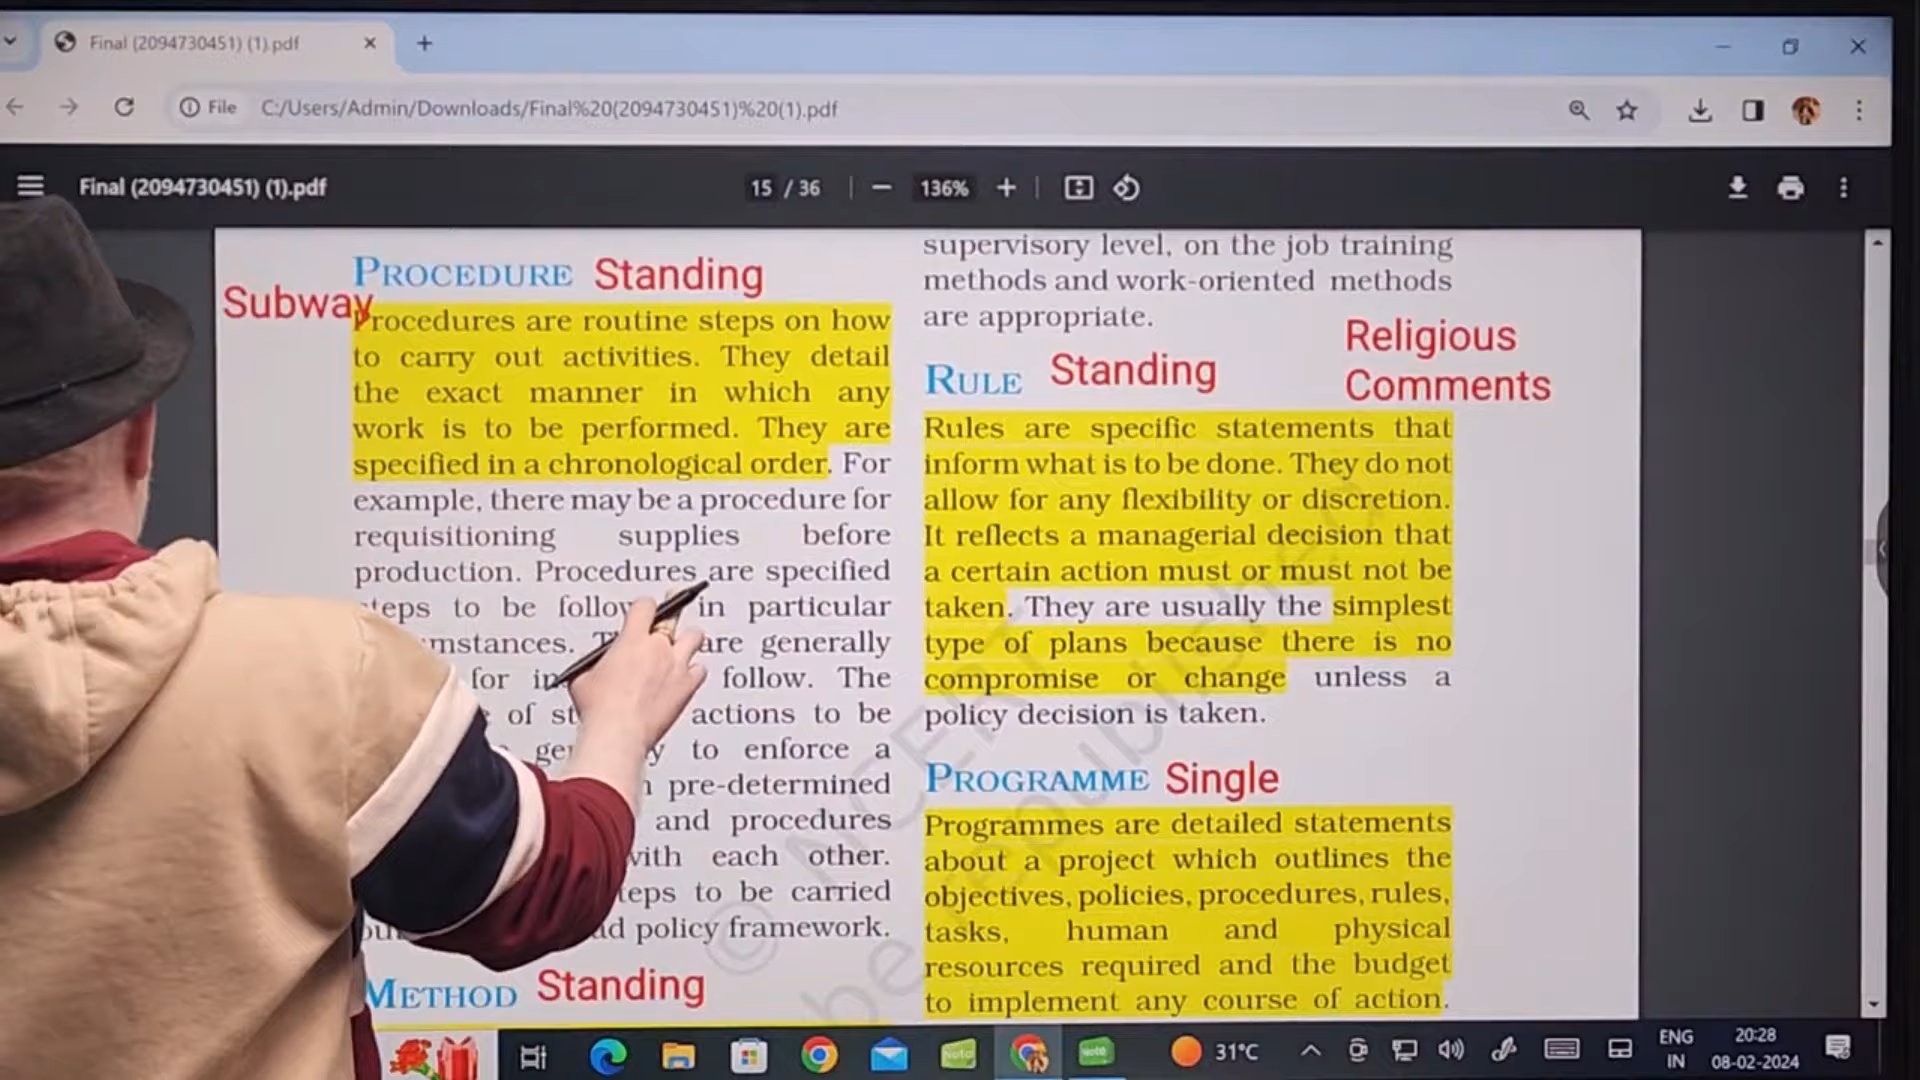 Final (2094730451) (1).pdf
File C:/Users/Admin/Downloads/Final%20(2094730451)%20(1).pdf
Final (2094730451) (1).pdf
15 / 36
136%
PROCEDURE Standing
Subway
Procedures are routine steps on how
to carry out activities. They detail
the exact manner in which any
work is to be performed. They are
specified in a chronological order. For
example, there may be a procedure for
requisitioning supplies before
production. Procedures are specified
to be in particular
are generally
for follow. The
of actions to be
to enforce a
pre-determined
and procedures
with each other.
to be carried
policy framework.
METHOD Standing
supervisory level, on the job training
methods and work-oriented methods
are appropriate.
Religious
Comments
RULE Standing
Rules are specific statements that
inform what is to be done. They do not
allow for any flexibility or discretion.
It reflects a managerial decision that
a certain action must or must not be
taken. They are usually the simplest
type of plans because there is no
compromise or change unless a
policy decision is taken.
PROGRAMME Single
Programmes are detailed statements
about a project which outlines the
objectives, policies, procedures, rules,
tasks, human and physical
resources required and the budget
to implement any course of action.
© NCERT
be republished
31°C
ENG
IN
20:28
08-02-2024